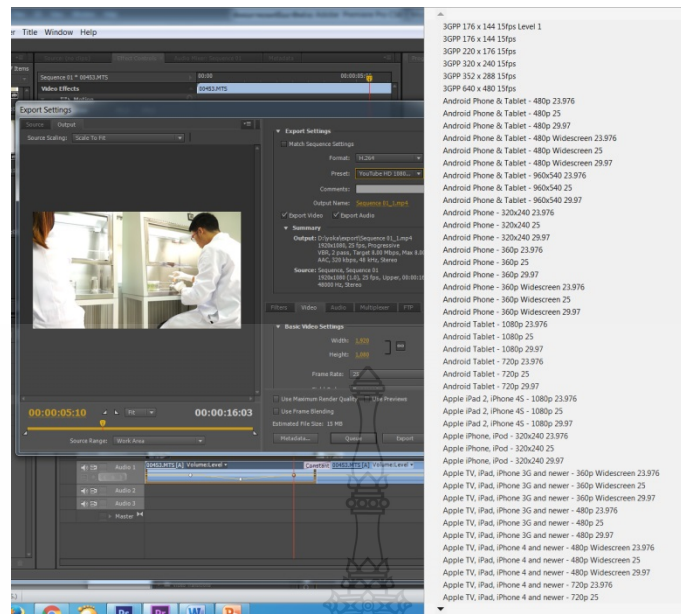 Title Window Help
Sequence 01 * 00453.MTS
00:00
Video Effects
00453.MTS
Export Settings
Source Output
Source Scaling: Scale To Fit
Export Settings
Match Sequence Settings
Format: H.264
Preset: YouTube HD 1080...
Comments:
Output Name: Sequence 01_1.mp4
Export Video Export Audio
Summary
Output: D:\yoka\export\Sequence 01_1.mp4
1920x1080, 25 fps, Progressive
VBR, 2 pass, Target 8.00 Mbps, Max 8.00
AAC, 320 kbps, 48 kHz, Stereo
Source: Sequence, Sequence 01
1920x1080 (1.0), 25 fps, Upper, 00:00:16
48000 Hz, Stereo
Filters Video Audio Multiplexer FTP
Basic Video Settings
Width: 1,920
Height: 1,080
Frame Rate: 25
Use Maximum Render Quality Use Previews
Use Frame Blending
Estimated File Size: 15 MB
Metadata... Queue Export
00:00:05:10 Fit 00:00:16:03
Source Range: Work Area
Audio 1
00453.MTS [A] Volume:Level
Audio 2
Audio 3
Master
3GPP 176 x 144 15fps Level 1
3GPP 176 x 144 15fps
3GPP 220 x 176 15fps
3GPP 320 x 240 15fps
3GPP 352 x 288 15fps
3GPP 640 x 480 15fps
Android Phone & Tablet - 480p 23.976
Android Phone & Tablet - 480p 25
Android Phone & Tablet - 480p 29.97
Android Phone & Tablet - 480p Widescreen 23.976
Android Phone & Tablet - 480p Widescreen 25
Android Phone & Tablet - 480p Widescreen 29.97
Android Phone & Tablet - 960x540 23.976
Android Phone & Tablet - 960x540 25
Android Phone & Tablet - 960x540 29.97
Android Phone - 320x240 23.976
Android Phone - 320x240 25
Android Phone - 320x240 29.97
Android Phone - 360p 23.976
Android Phone - 360p 25
Android Phone - 360p 29.97
Android Phone - 360p Widescreen 23.976
Android Phone - 360p Widescreen 25
Android Phone - 360p Widescreen 29.97
Android Tablet - 1080p 23.976
Android Tablet - 1080p 25
Android Tablet - 1080p 29.97
Android Tablet - 720p 23.976
Android Tablet - 720p 25
Android Tablet - 720p 29.97
Apple iPad 2, iPhone 4S - 1080p 23.976
Apple iPad 2, iPhone 4S - 1080p 25
Apple iPad 2, iPhone 4S - 1080p 29.97
Apple iPhone, iPod - 320x240 23.976
Apple iPhone, iPod - 320x240 25
Apple iPhone, iPod - 320x240 29.97
Apple TV, iPad, iPhone 3G and newer - 360p Widescreen 23.976
Apple TV, iPad, iPhone 3G and newer - 360p Widescreen 25
Apple TV, iPad, iPhone 3G and newer - 360p Widescreen 29.97
Apple TV, iPad, iPhone 3G and newer - 480p 23.976
Apple TV, iPad, iPhone 3G and newer - 480p 25
Apple TV, iPad, iPhone 3G and newer - 480p 29.97
Apple TV, iPad, iPhone 4 and newer - 480p Widescreen 23.976
Apple TV, iPad, iPhone 4 and newer - 480p Widescreen 25
Apple TV, iPad, iPhone 4 and newer - 480p Widescreen 29.97
Apple TV, iPad, iPhone 4 and newer - 720p 23.976
Apple TV, iPad, iPhone 4 and newer - 720p 25